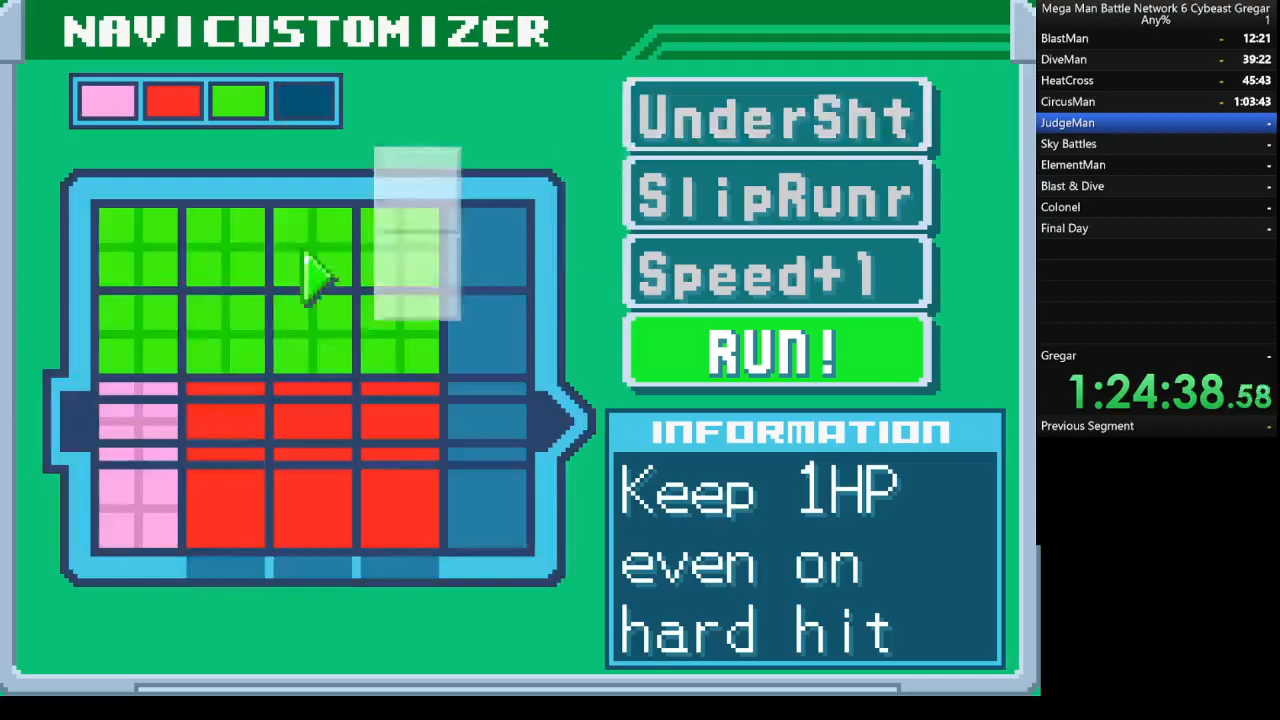 NAVICUSTOMIZER
UnderSht
SlipRunr
Speed+1
RUN!
INFORMATION
Keep 1HP
even on
hard hit
Mega Man Battle Network 6 Cybeast Gregar
Any% 1
BlastMan - 12:21
DiveMan - 39:22
HeatCross - 45:43
CircusMan - 1:03:43
JudgeMan -
Sky Battles -
ElementMan -
Blast & Dive -
Colonel -
Final Day -
Gregar -
1:24:38.58
Previous Segment -